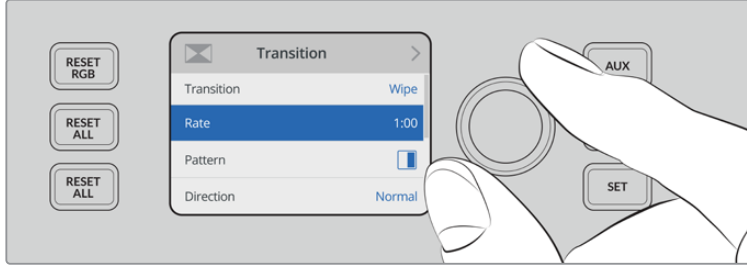 RESET
RGB
RESET
ALL
RESET
ALL
Transition
Transition Wipe
Rate 1:00
Pattern
Direction Normal
AUX
SET